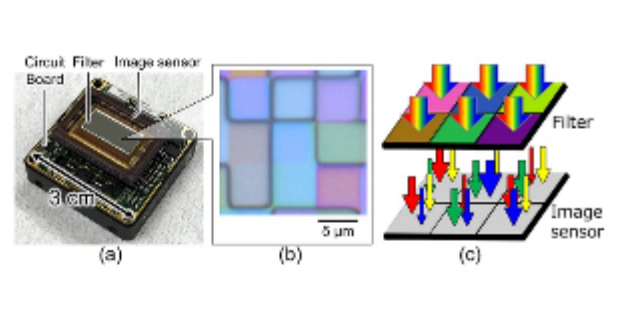 Circuit Board
Filter
Image sensor
3 cm
5 μm
Filter
Image sensor
(a)
(b)
(c)